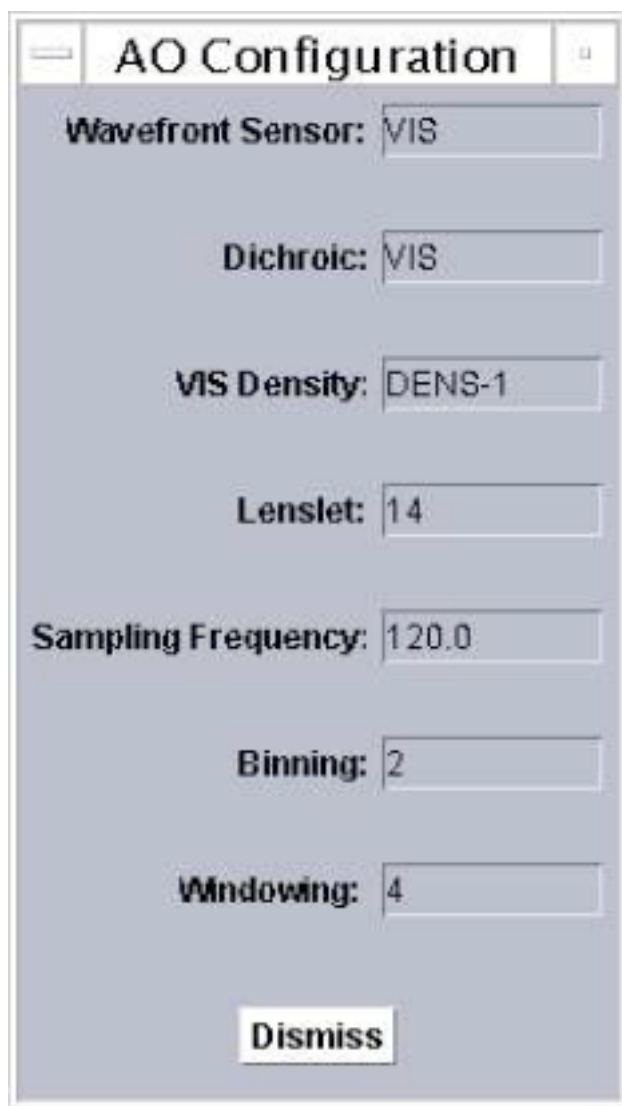 AO Configuration
Wavefront Sensor: VIS
Dichroic: VIS
VIS Density: DENS-1
Lenslet: 14
Sampling Frequency: 120.0
Binning: 2
Windowing: 4
Dismiss